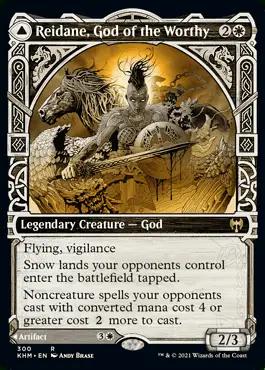 Reidane, God of the Worthy 2
Legendary Creature — God
Flying, vigilance
Snow lands your opponents control
enter the battlefield tapped.
Noncreature spells your opponents
cast with converted mana cost 4 or
greater cost 2 more to cast.
Artifact 3
2/3
300 R
KHM • EN ANDY BRASE
™ & © 2021 Wizards of the Coast